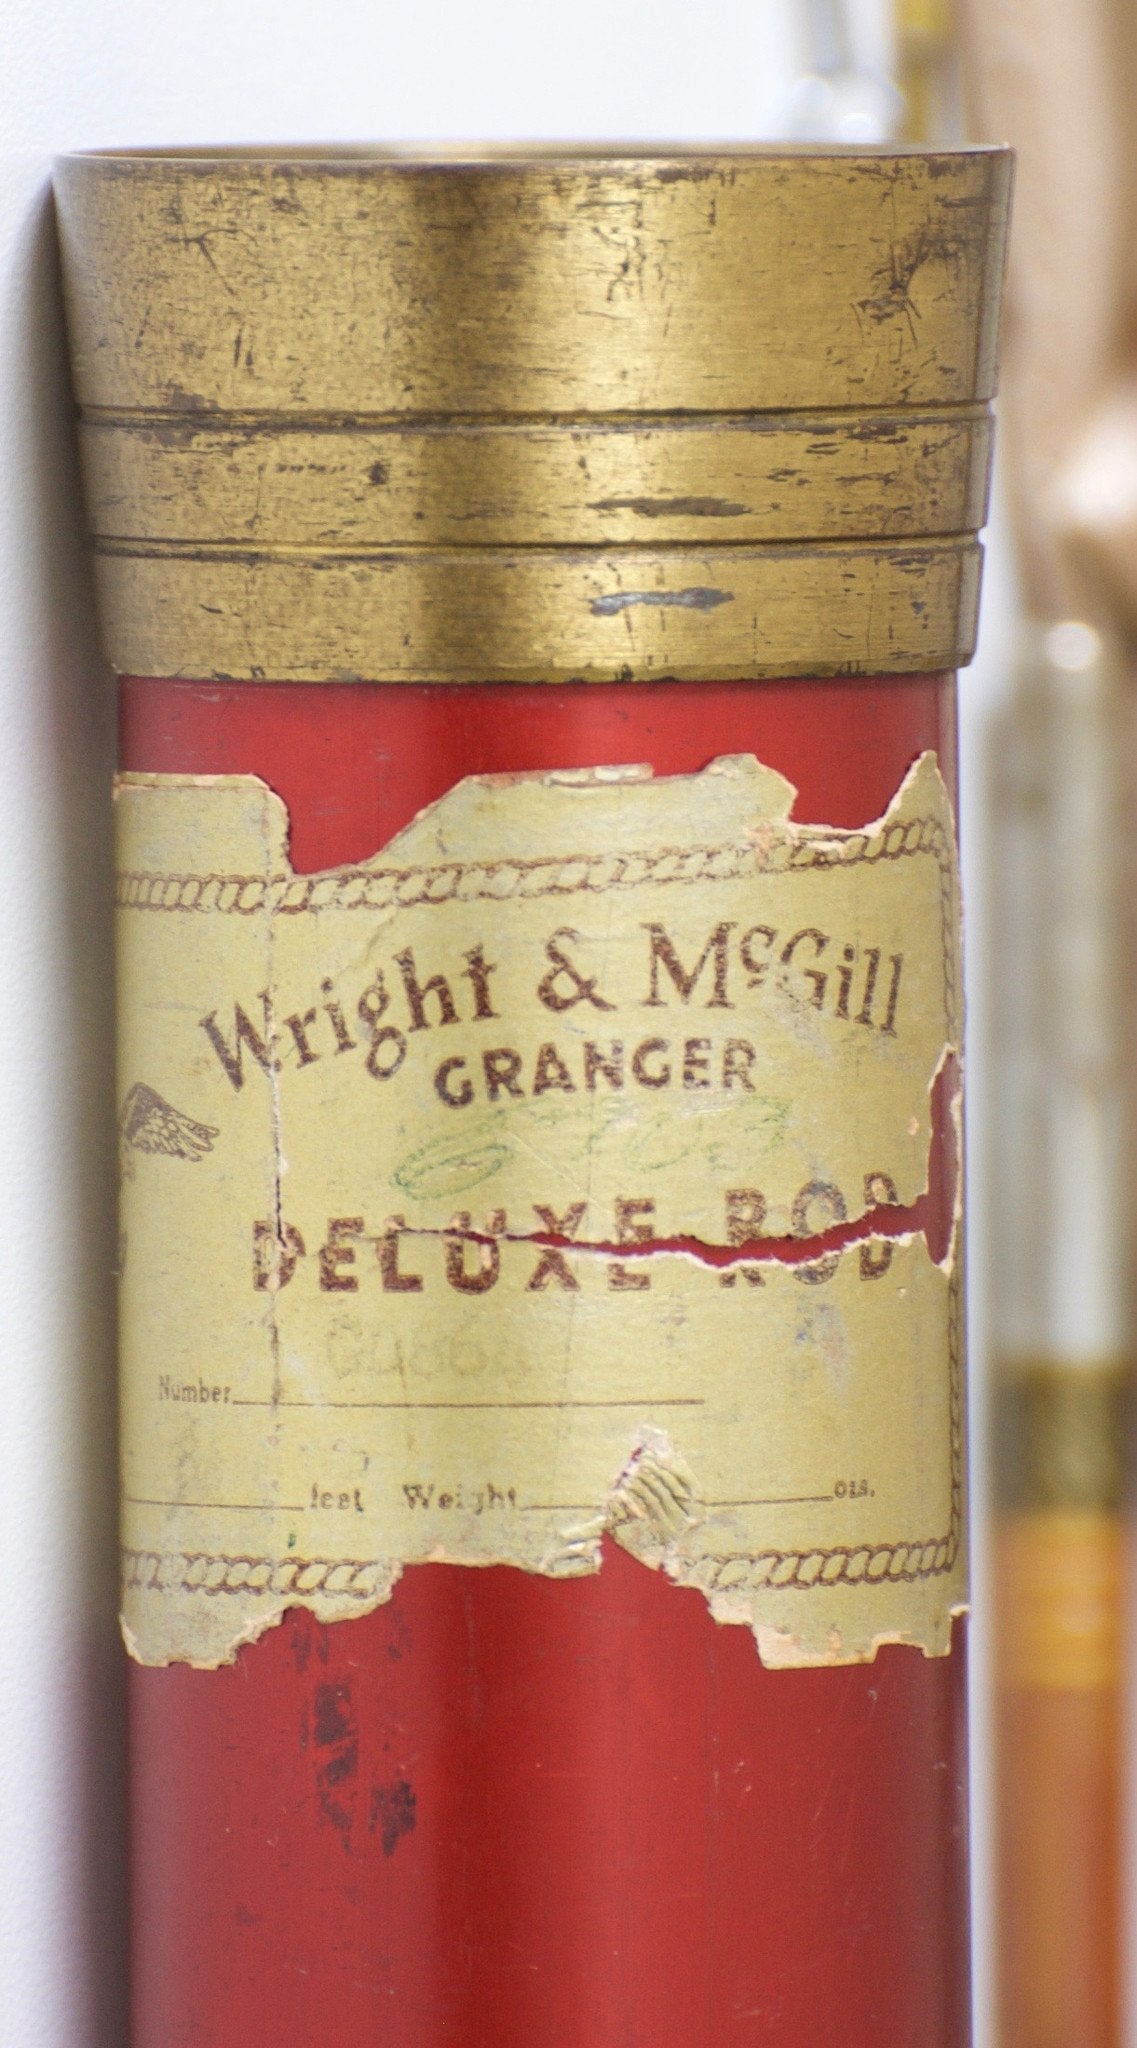 Wright & McGill
GRANGER
DELUXE ROD
Number
feet Weight ozs.